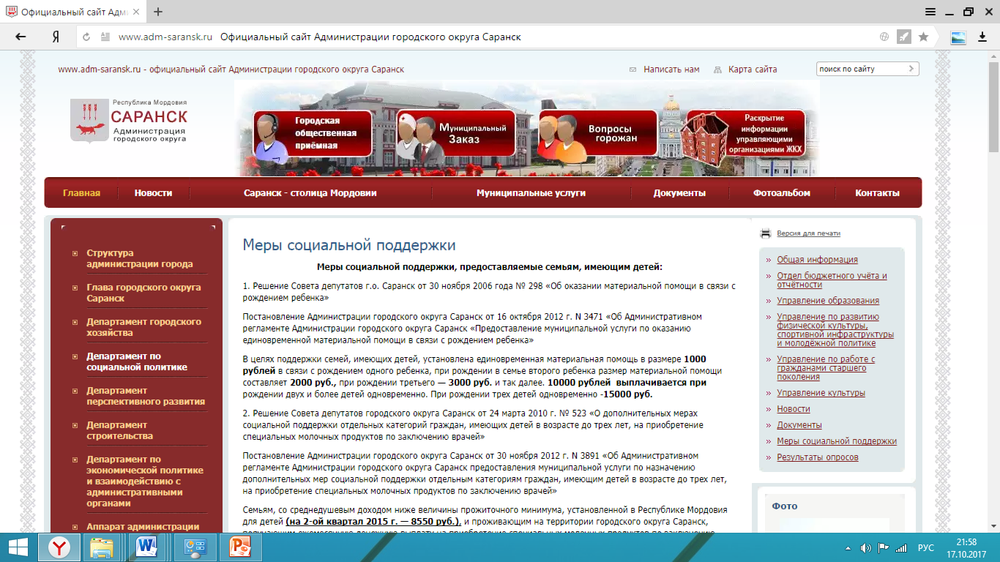 Официальный сайт Адми
www.adm-saransk.ru Официальный сайт Администрации городского округа Саранск
www.adm-saransk.ru - официальный сайт Администрации городского округа Саранск
Написать нам
Карта сайта
поиск по сайту
Республика Мордовия
САРАНСК
Администрация
городского округа
Городская
общественная
приёмная
Муниципальный
Заказ
Вопросы
горожан
Раскрытие
информации
управляющими
организациями ЖКХ
Главная
Новости
Саранск - столица Мордовии
Муниципальные услуги
Документы
Фотоальбом
Контакты
Структура
администрации города
Глава городского округа
Саранск
Департамент городского
хозяйства
Департамент по
социальной политике
Департамент
перспективного развития
Департамент
строительства
Департамент по
экономической политике
и взаимодействию с
административными
органами
Аппарат администрации
Меры социальной поддержки
Меры социальной поддержки, предоставляемые семьям, имеющим детей:
1. Решение Совета депутатов г.о. Саранск от 30 ноября 2006 года № 298 «Об оказании материальной помощи в связи с
рождением ребенка»
Постановление Администрации городского округа Саранск от 16 октября 2012 г. N 3471 «Об Административном
регламенте Администрации городского округа Саранск «Предоставление муниципальной услуги по оказанию
единовременной материальной помощи в связи с рождением ребенка»
В целях поддержки семей, имеющих детей, установлена единовременная материальная помощь в размере 1000
рублей в связи с рождением одного ребенка, при рождении в семье второго ребенка размер материальной помощи
составляет 2000 руб., при рождении третьего — 3000 руб. и так далее. 10000 рублей  выплачивается при
рождении двух и более детей одновременно. При рождении трех детей одновременно -15000 руб.
2. Решение Совета депутатов городского округа Саранск от 24 марта 2010 г. № 523 «О дополнительных мерах
социальной поддержки отдельных категорий граждан, имеющих детей в возрасте до трех лет, на приобретение
специальных молочных продуктов по заключению врачей»
Постановление Администрации городского округа Саранск от 30 ноября 2012 г. N 3891 «Об Административном
регламенте Администрации городского округа Саранск предоставления муниципальной услуги по назначению
дополнительных мер социальной поддержки отдельным категориям граждан, имеющим детей в возрасте до трех лет,
на приобретение специальных молочных продуктов по заключению врачей»
Семьям, со среднедушевым доходом ниже величины прожиточного минимума, установленной в Республике Мордовия
для детей (на 2-ой квартал 2015 г. — 8550 руб.), и проживающим на территории городского округа Саранск,
Версия для печати
Общая информация
Отдел бюджетного учёта и
отчётности
Управление образования
Управление по развитию
физической культуры,
спортивной инфраструктуры
и молодёжной политике
Управление по работе с
гражданами старшего
поколения
Управление культуры
Новости
Документы
Меры социальной поддержки
Результаты опросов
Фото
РУС
21:58
17.10.2017